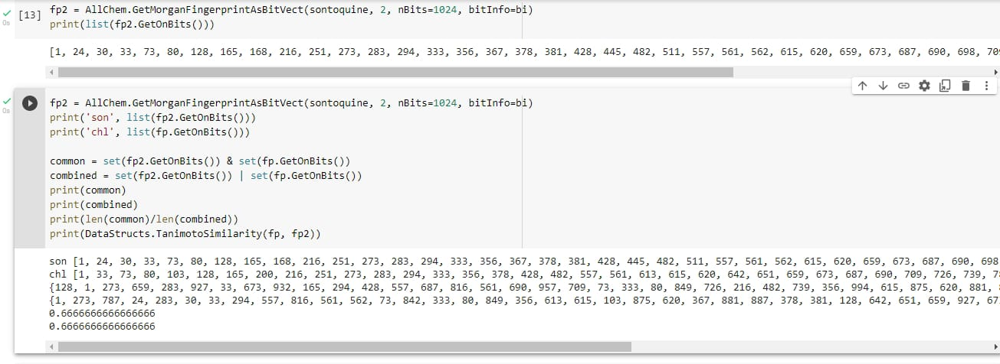 [13] fp2 = AllChem.GetMorganFingerprintAsBitVect(sontoquine, 2, nBits=1024, bitInfo=bi)
0s print(list(fp2.GetOnBits()))
[1, 24, 30, 33, 73, 80, 128, 165, 168, 216, 251, 273, 283, 294, 333, 356, 367, 378, 381, 428, 445, 482, 511, 557, 561, 562, 615, 620, 659, 673, 687, 690, 698, 70
fp2 = AllChem.GetMorganFingerprintAsBitVect(sontoquine, 2, nBits=1024, bitInfo=bi)
0s print('son', list(fp2.GetOnBits()))
print('chl', list(fp.GetOnBits()))
common = set(fp2.GetOnBits()) & set(fp.GetOnBits())
combined = set(fp2.GetOnBits()) | set(fp.GetOnBits())
print(common)
print(combined)
print(len(common)/len(combined))
print(DataStructs.TanimotoSimilarity(fp, fp2))
son [1, 24, 30, 33, 73, 80, 128, 165, 168, 216, 251, 273, 283, 294, 333, 356, 367, 378, 381, 428, 445, 482, 511, 557, 561, 562, 615, 620, 659, 673, 687, 690, 698
chl [1, 33, 73, 80, 103, 128, 165, 200, 216, 251, 273, 283, 294, 333, 356, 378, 428, 482, 557, 561, 613, 615, 620, 642, 651, 659, 673, 687, 690, 709, 726, 739, 7
{128, 1, 273, 659, 283, 927, 33, 673, 932, 165, 294, 428, 557, 687, 816, 561, 690, 957, 709, 73, 333, 80, 849, 726, 216, 482, 739, 356, 994, 615, 875, 620, 881,
{1, 273, 787, 24, 283, 30, 33, 294, 557, 816, 561, 562, 73, 842, 333, 80, 849, 356, 613, 615, 103, 875, 620, 367, 881, 887, 378, 381, 128, 642, 651, 659, 927, 67
0.6666666666666666
0.6666666666666666